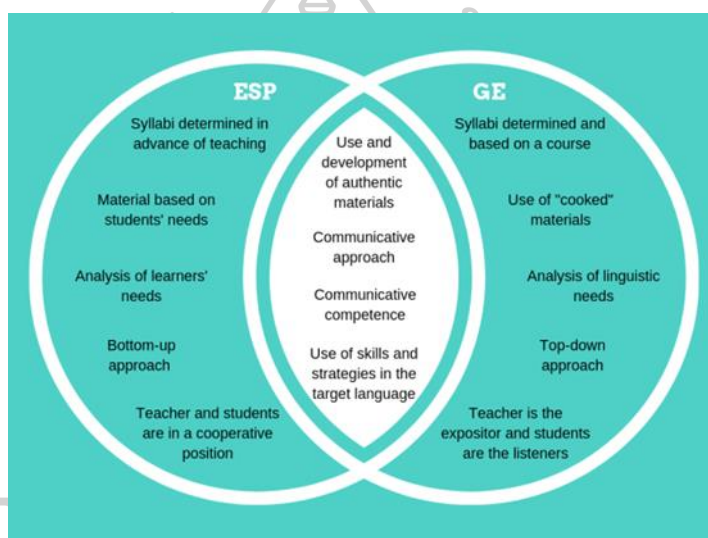 ESP
Syllabi determined in
advance of teaching
Material based on
students' needs
Analysis of learners'
needs
Bottom-up
approach
Teacher and students
are in a cooperative
position
Use and
development
of authentic
materials
Communicative
approach
Communicative
competence
Use of skills and
strategies in the
target language
GE
Syllabi determined and
based on a course
Use of "cooked"
materials
Analysis of linguistic
needs
Top-down
approach
Teacher is the
expositor and students
are the listeners